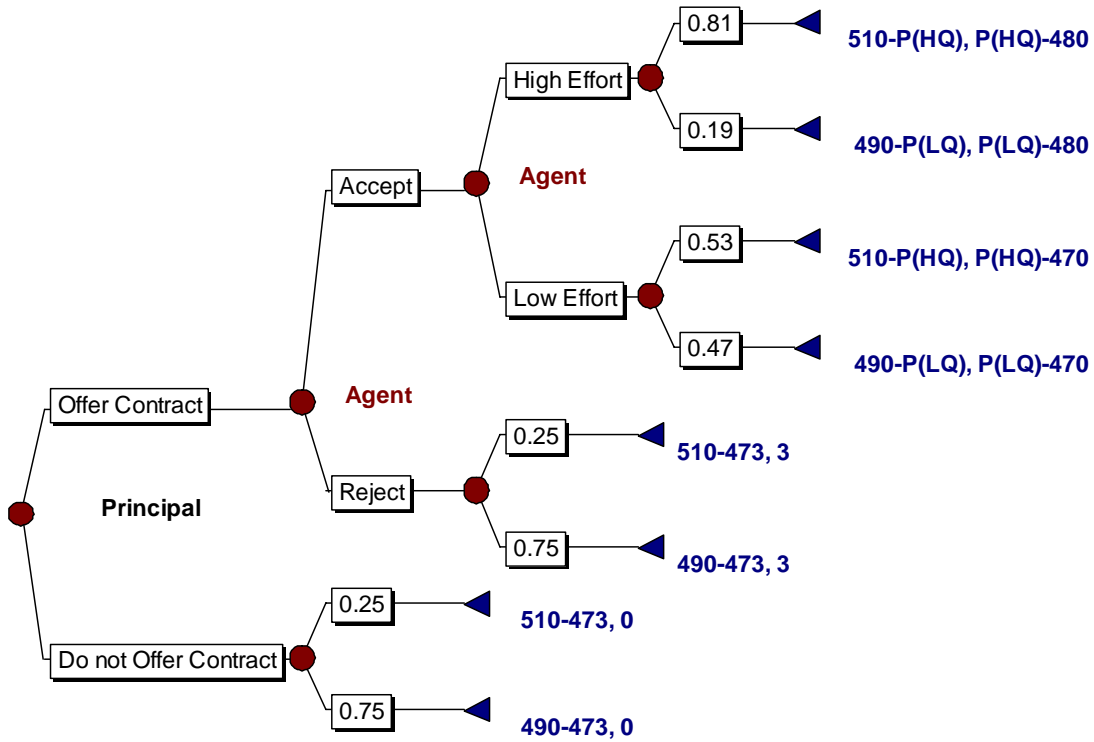 0.81
510-P(HQ), P(HQ)-480
High Effort
0.19
490-P(LQ), P(LQ)-480
Accept
Agent
0.53
510-P(HQ), P(HQ)-470
Low Effort
0.47
490-P(LQ), P(LQ)-470
Offer Contract
Agent
0.25
510-473, 3
Reject
Principal
0.75
490-473, 3
0.25
510-473, 0
Do not Offer Contract
0.75
490-473, 0